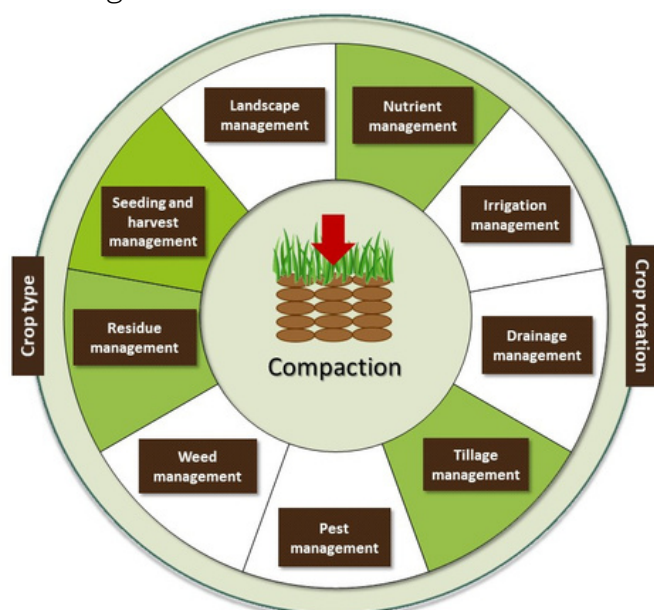 Landscape
management
Nutrient
management
Irrigation
management
Drainage
management
Tillage
management
Pest
management
Weed
management
Residue
management
Seeding and
harvest
management
Crop type
Crop rotation
Compaction